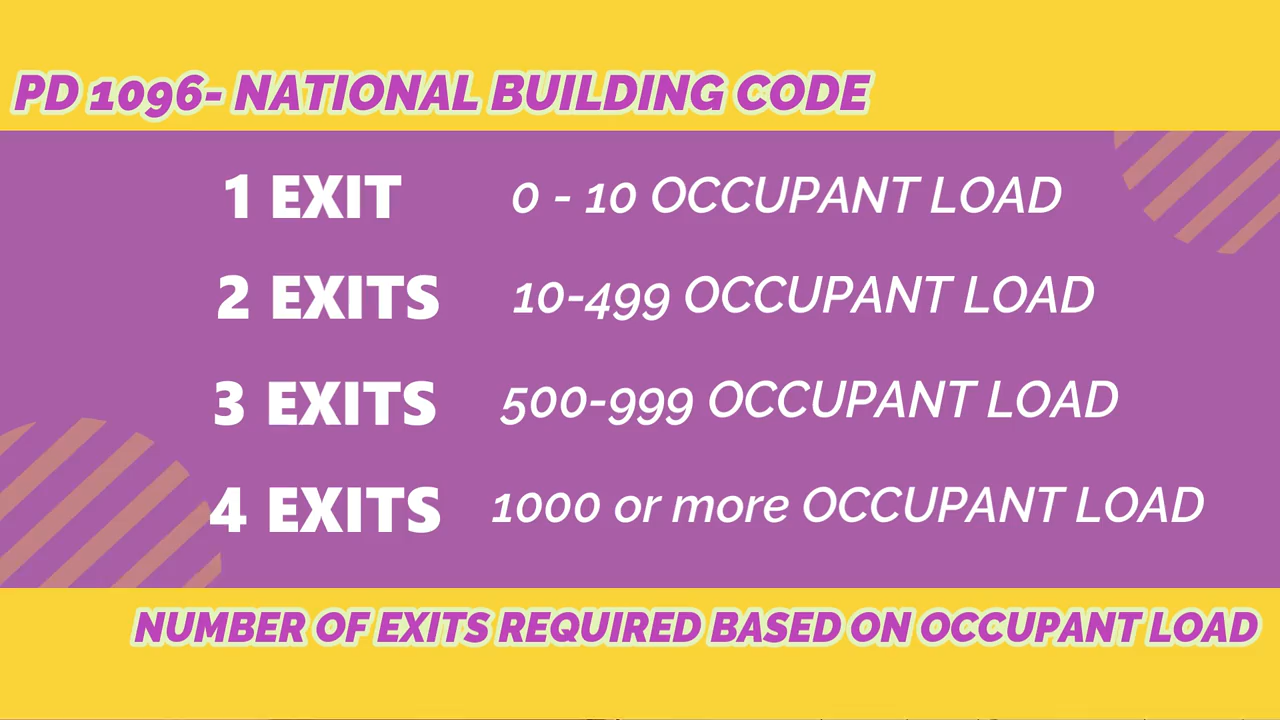 PD 1096- NATIONAL BUILDING CODE
1 EXIT 0 - 10 OCCUPANT LOAD
2 EXITS 10-499 OCCUPANT LOAD
3 EXITS 500-999 OCCUPANT LOAD
4 EXITS 1000 or more OCCUPANT LOAD
NUMBER OF EXITS REQUIRED BASED ON OCCUPANT LOAD